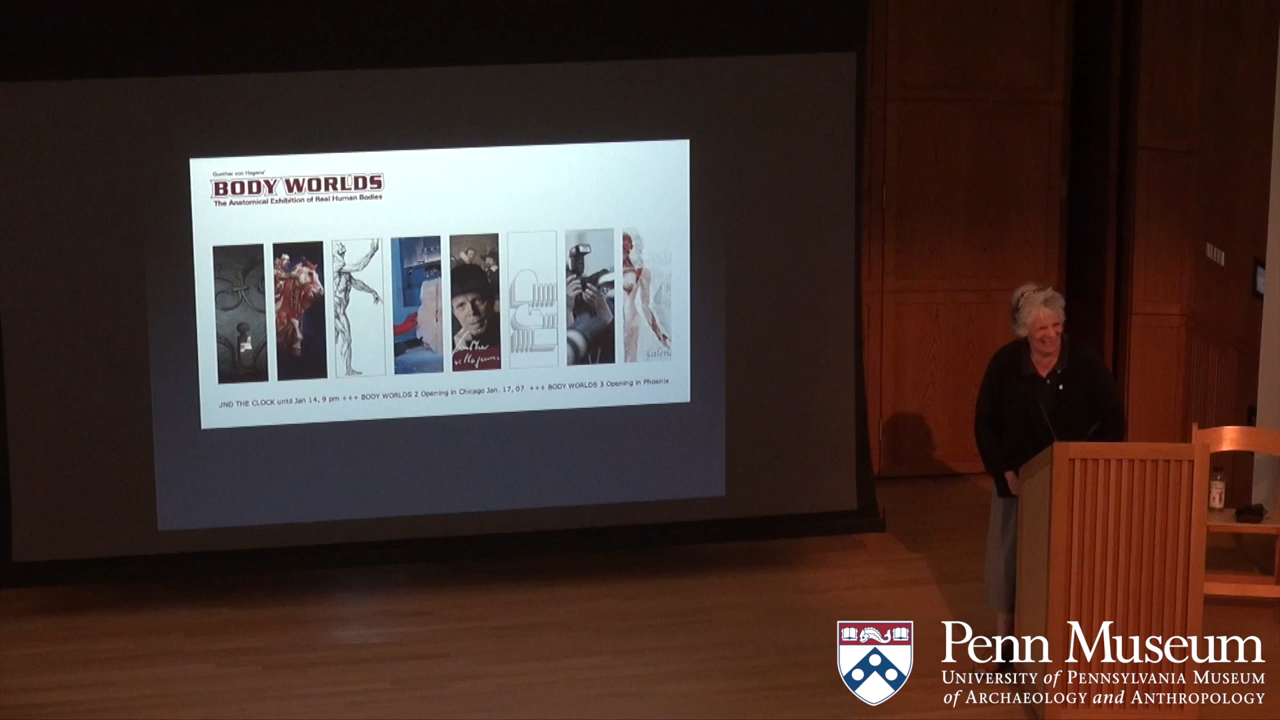 Gunther von Hagens'
BODY WORLDS
The Anatomical Exhibition of Real Human Bodies
JND THE CLOCK until Jan 14, 9 pm +++ BODY WORLDS 2 Opening in Chicago Jan. 17, 07 +++ BODY WORLDS 3 Opening in Phoenix
Penn Museum
UNIVERSITY of PENNSYLVANIA MUSEUM
of ARCHAEOLOGY and ANTHROPOLOGY